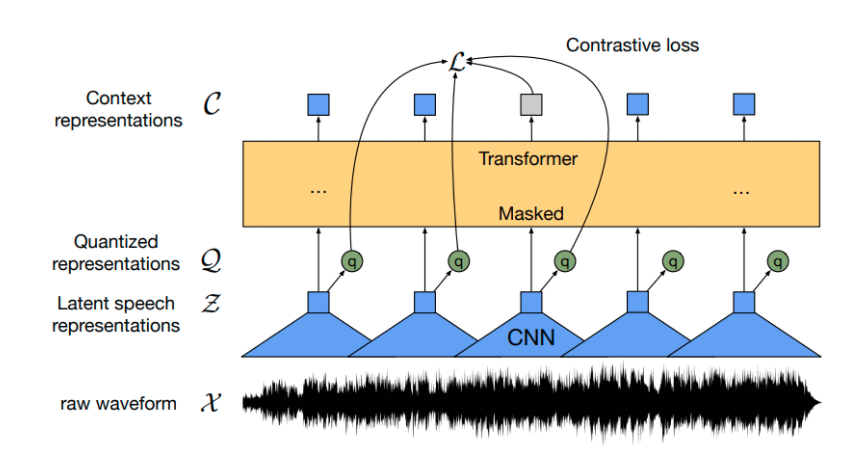 Contrastive loss
ℒ
Context
representations 𝒞
Transformer
... ...
Masked
Quantized
representations 𝒬
q q q q q
Latent speech
representations 𝒵
CNN
raw waveform 𝒳